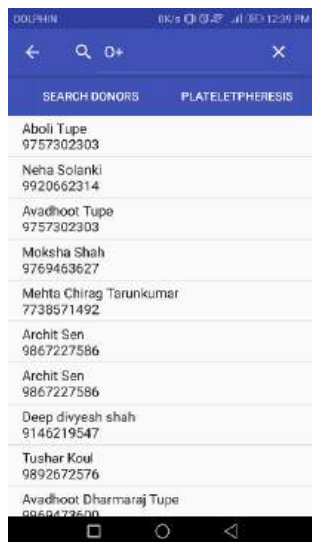 DOLPHIN 0K/s 12:39 PM
O+
SEARCH DONORS PLATELETPHERESIS
Aboli Tupe
9757302303
Neha Solanki
9920662314
Avadhoot Tupe
9757302303
Moksha Shah
9769463627
Mehta Chirag Tarunkumar
7738571492
Archit Sen
9867227586
Archit Sen
9867227586
Deep divyesh shah
9146219547
Tushar Koul
9892672576
Avadhoot Dharmaraj Tupe
9969473600